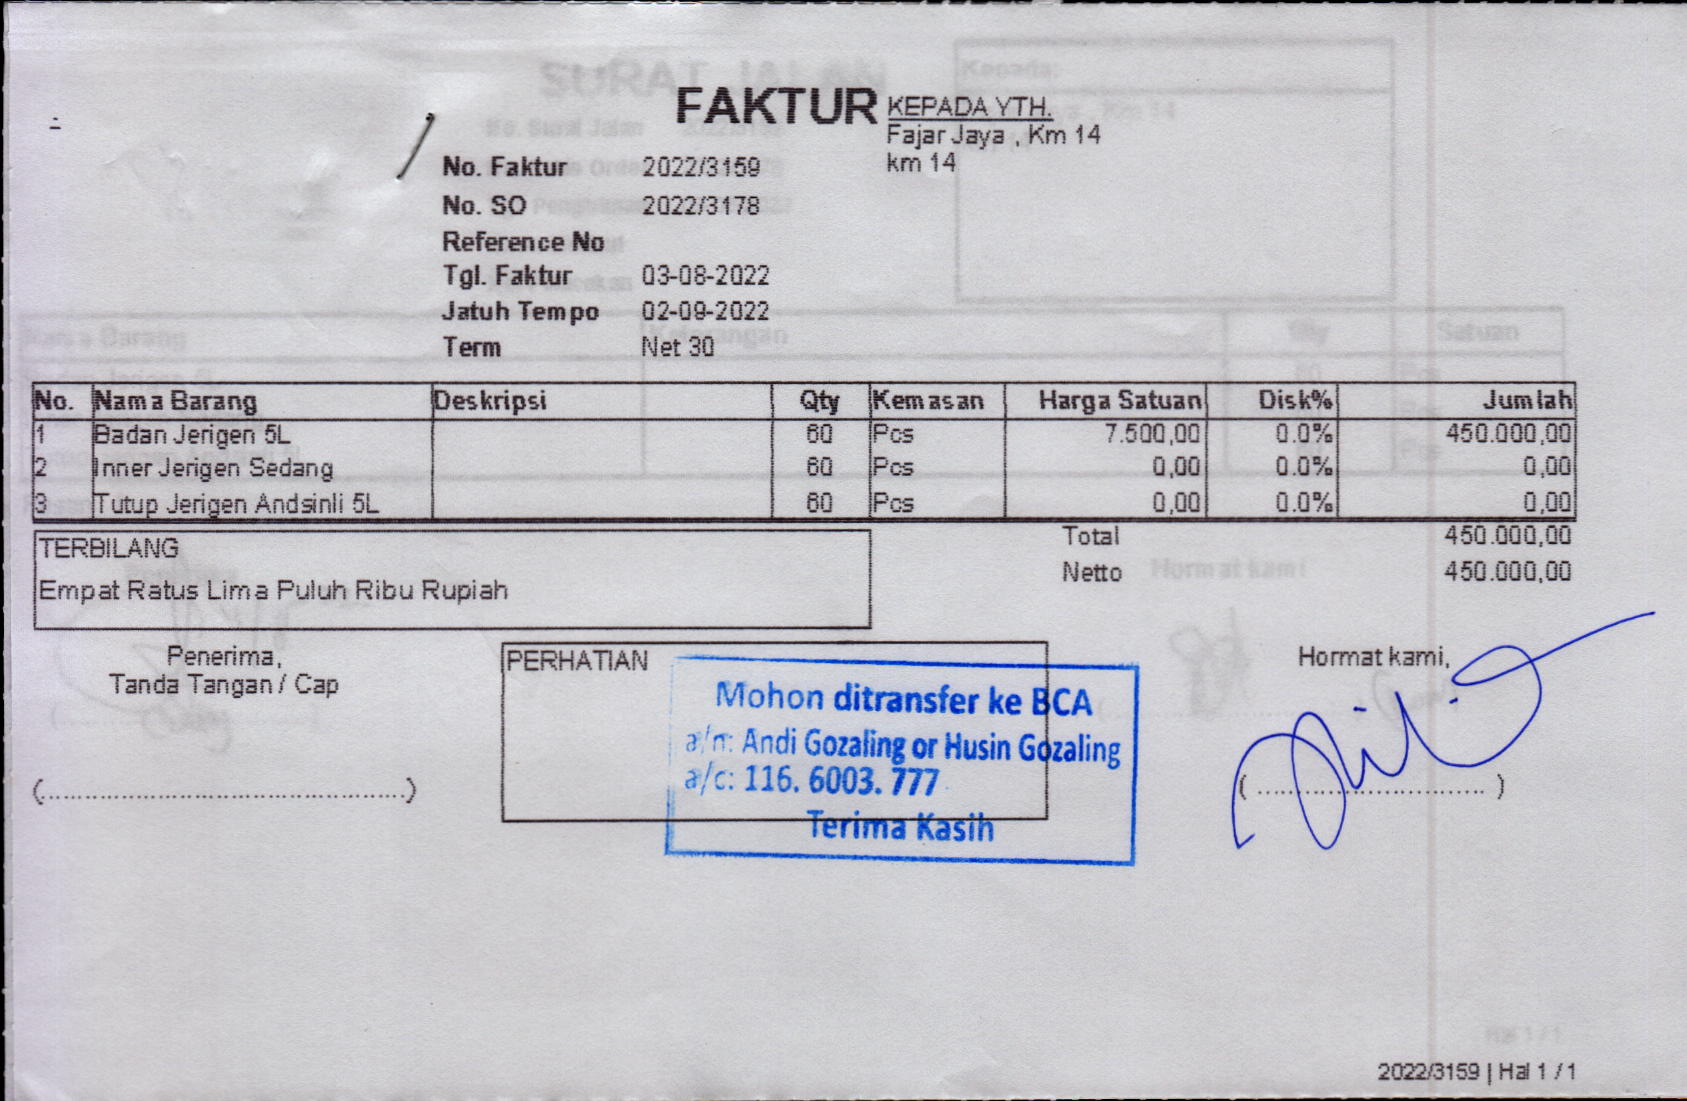 FAKTUR
KEPADA YTH.
Fajar Jaya , Km 14
km 14
No. Faktur 2022/3159
No. SO 2022/3178
Reference No
Tgl. Faktur 03-08-2022
Jatuh Tempo 02-09-2022
Term Net 30
No. Nama Barang Deskripsi Qty Kemasan Harga Satuan Disk% Jumlah
1 Badan Jerigen 5L 60 Pcs 7.500,00 0.0% 450.000,00
2 Inner Jerigen Sedang 60 Pcs 0,00 0.0% 0,00
3 Tutup Jerigen Andsinli 5L 60 Pcs 0,00 0.0% 0,00
Total 450.000,00
Netto 450.000,00
TERBILANG
Empat Ratus Lima Puluh Ribu Rupiah
Penerima,
Tanda Tangan / Cap
(..................................................)
PERHATIAN
Mohon ditransfer ke BCA
a/n: Andi Gozaling or Husin Gozaling
a/c: 116. 6003. 777
Terima Kasih
Hormat kami,
( ................................ )
2022/3159 | Hal 1 / 1